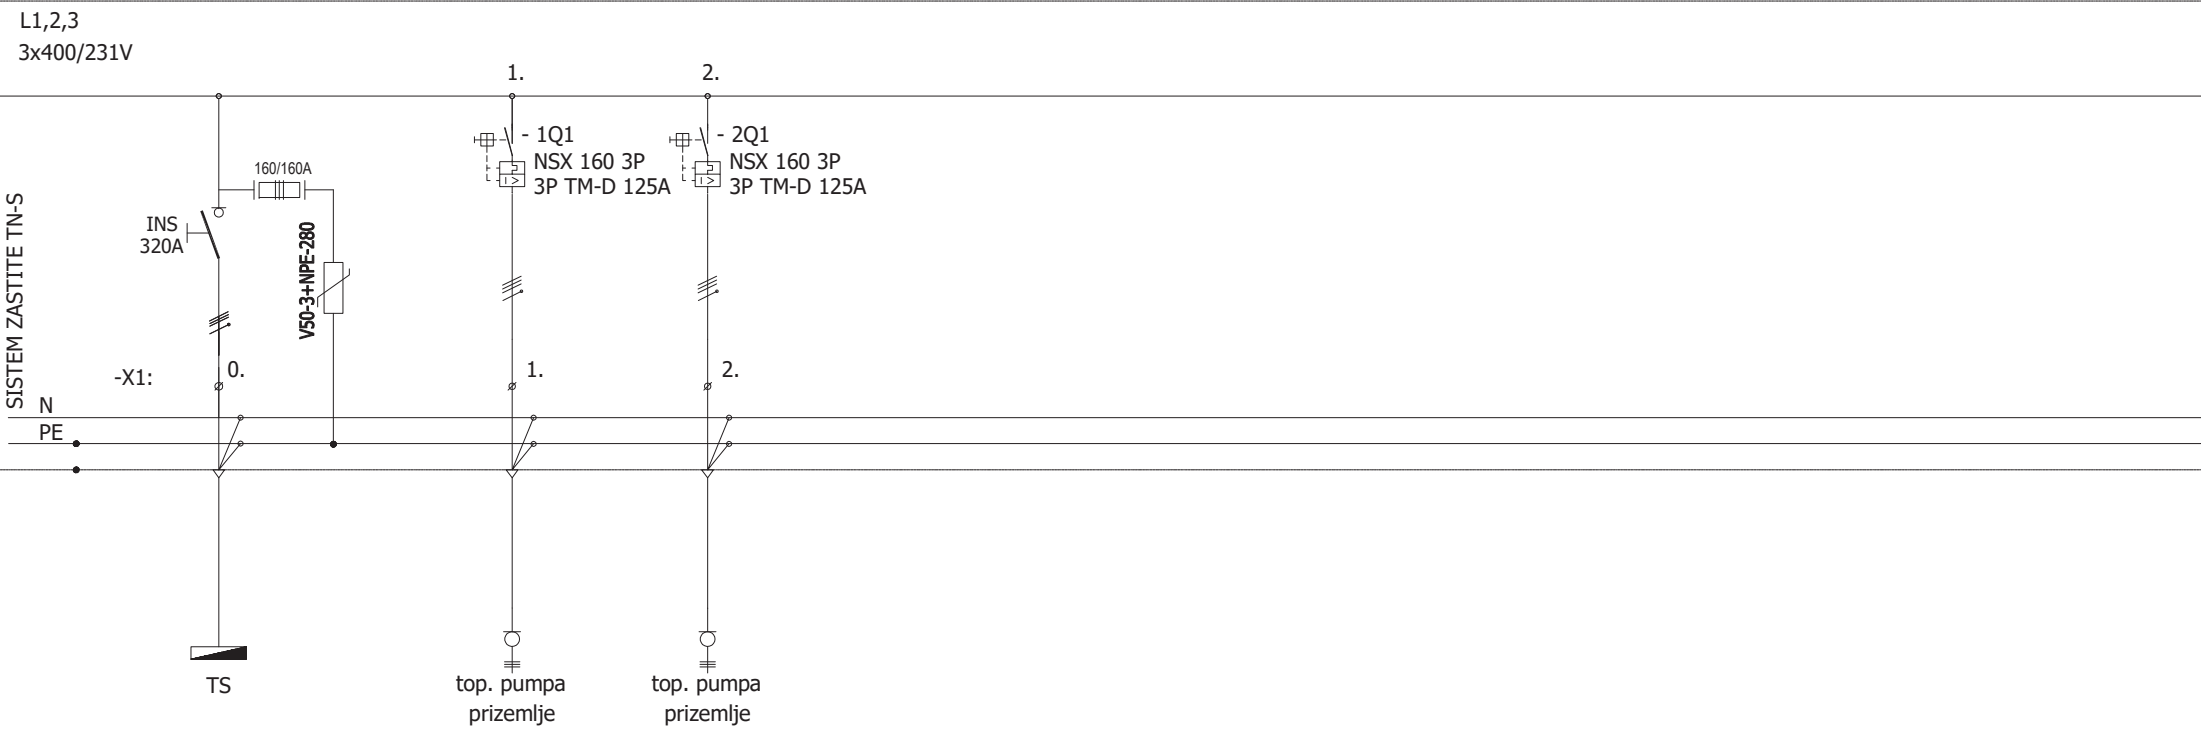 L1,2,3
3x400/231V
1.
2.
- 1Q1
NSX 160 3P
3P TM-D 125A
- 2Q1
NSX 160 3P
3P TM-D 125A
160/160A
INS
320A
V50-3+NPE-280
SISTEM ZASTITE TN-S
-X1:
0.
1.
2.
N
PE
TS
top. pumpa
prizemlje
top. pumpa
prizemlje